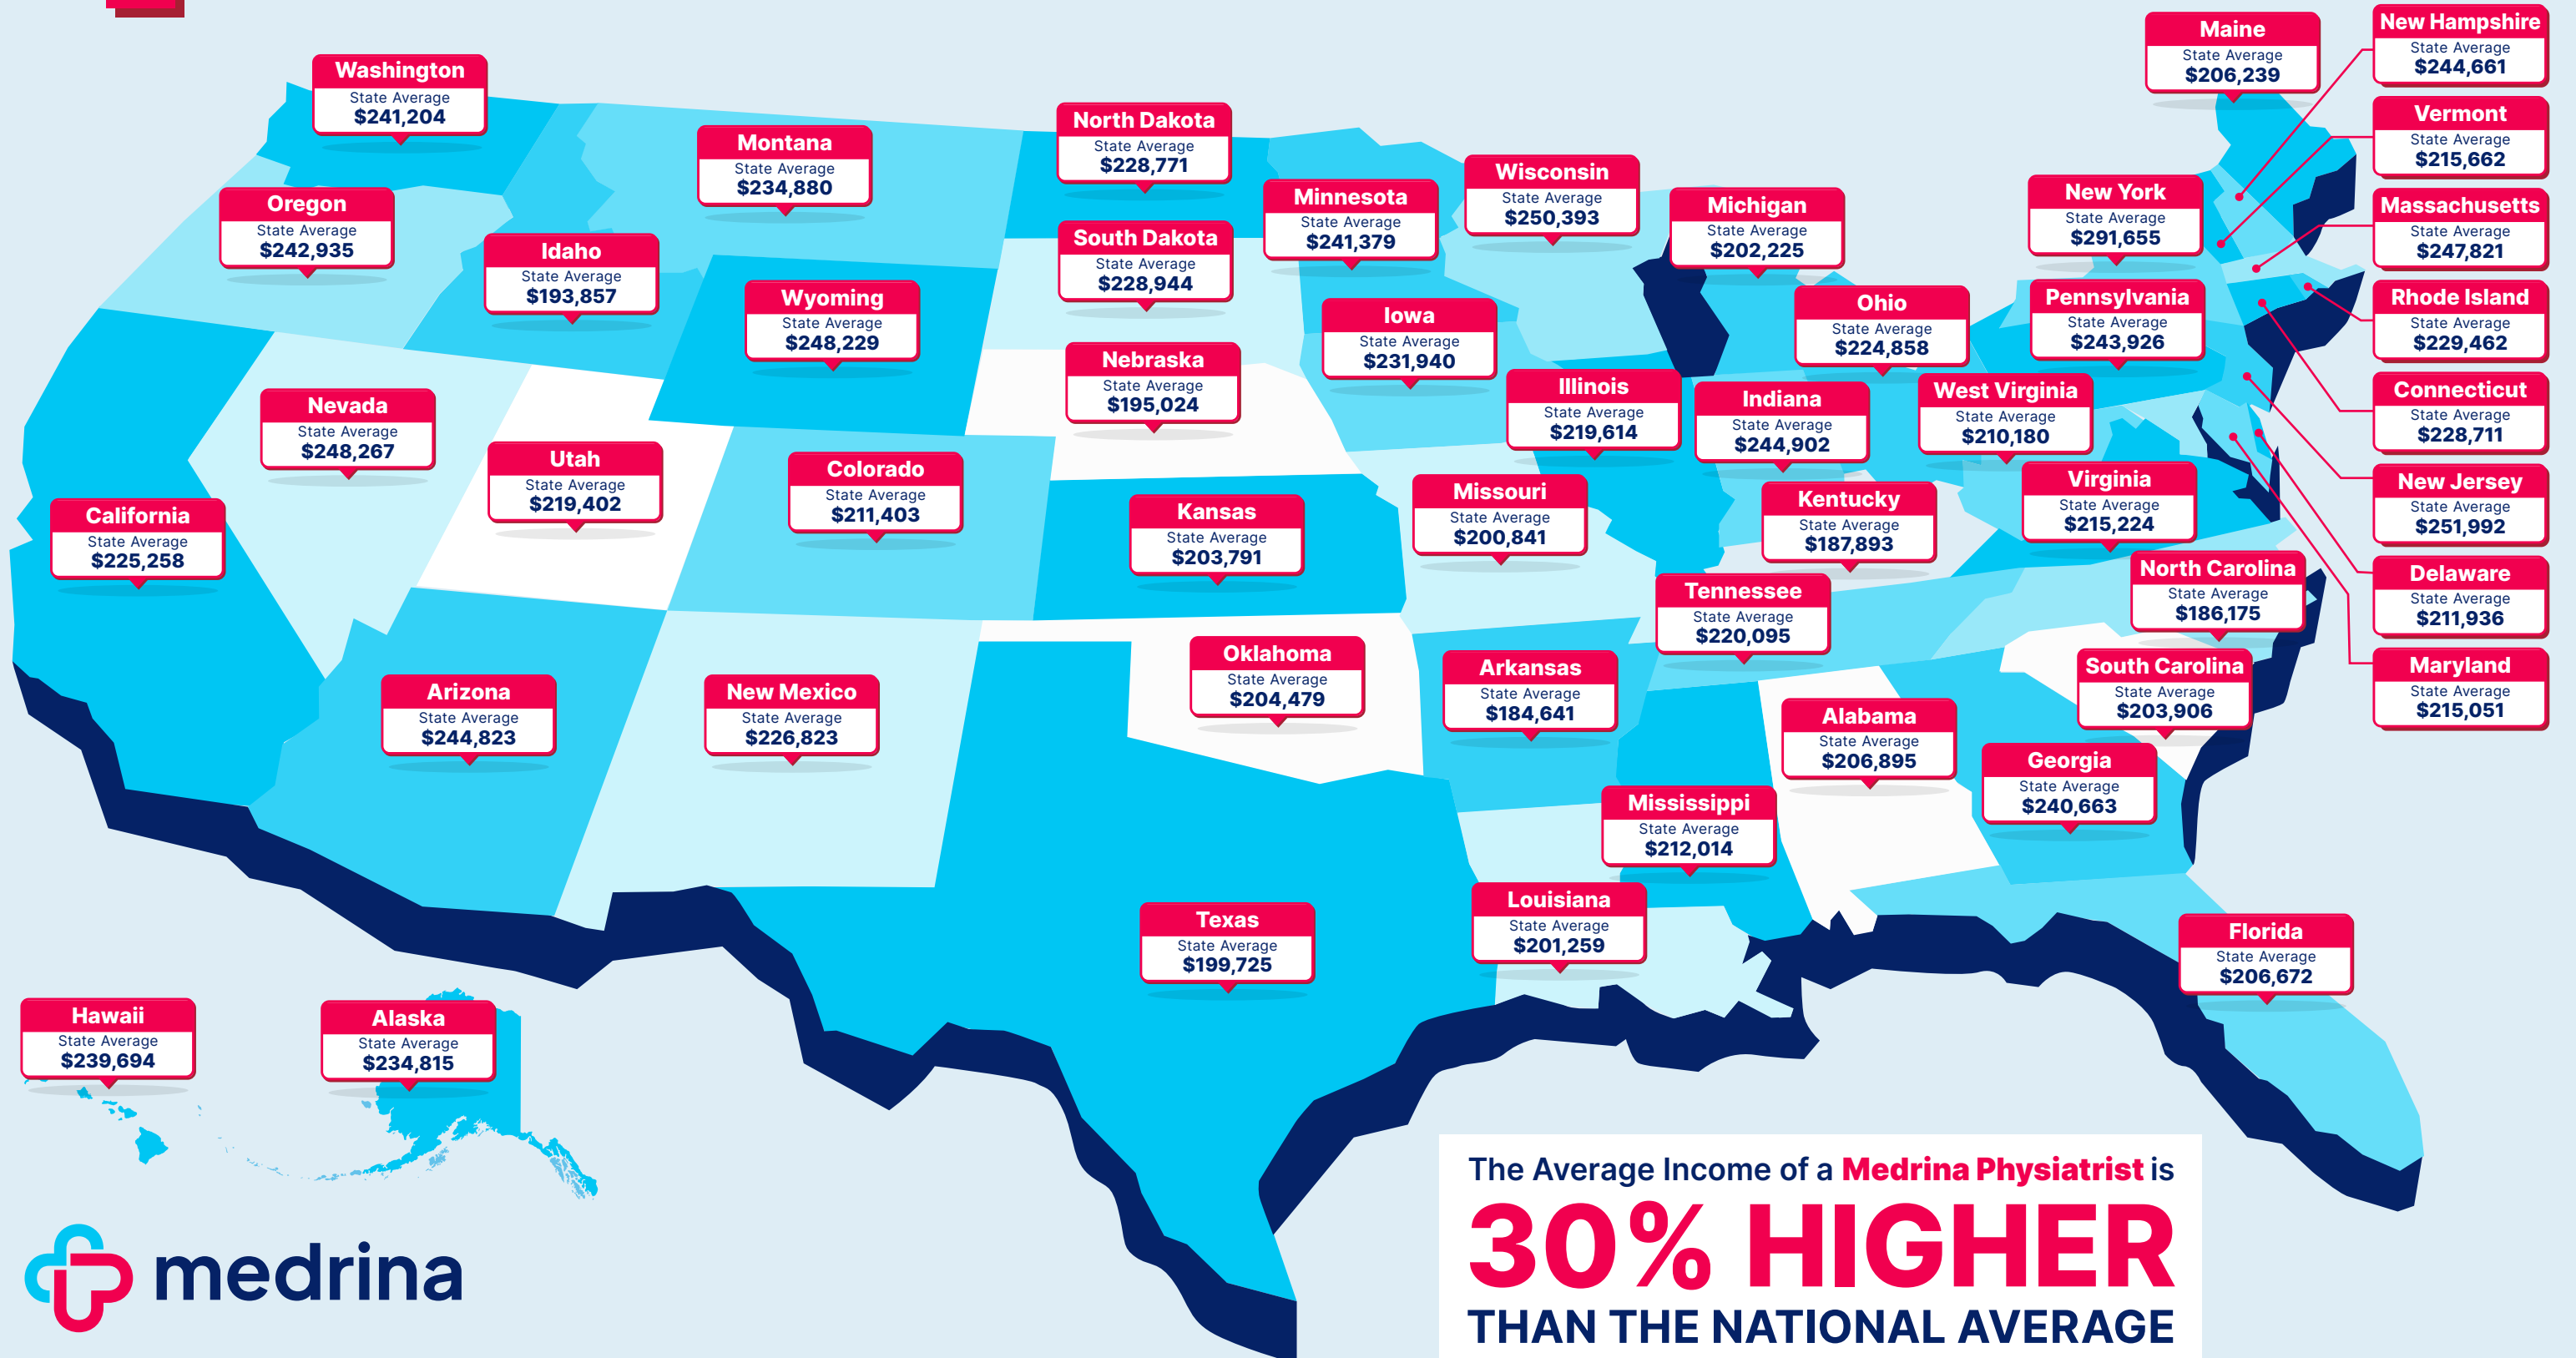 Washington
State Average
$241,204
Oregon
State Average
$242,935
Montana
State Average
$234,880
Idaho
State Average
$193,857
Wyoming
State Average
$248,229
Nevada
State Average
$248,267
Utah
State Average
$219,402
Colorado
State Average
$211,403
California
State Average
$225,258
Arizona
State Average
$244,823
New Mexico
State Average
$226,823
North Dakota
State Average
$228,771
South Dakota
State Average
$228,944
Nebraska
State Average
$195,024
Kansas
State Average
$203,791
Oklahoma
State Average
$204,479
Texas
State Average
$199,725
Minnesota
State Average
$241,379
Iowa
State Average
$231,940
Missouri
State Average
$200,841
Arkansas
State Average
$184,641
Louisiana
State Average
$201,259
Wisconsin
State Average
$250,393
Illinois
State Average
$219,614
Michigan
State Average
$202,225
Indiana
State Average
$244,902
Ohio
State Average
$224,858
Kentucky
State Average
$187,893
Tennessee
State Average
$220,095
Mississippi
State Average
$212,014
Alabama
State Average
$206,895
Georgia
State Average
$240,663
Florida
State Average
$206,672
South Carolina
State Average
$203,906
North Carolina
State Average
$186,175
Virginia
State Average
$215,224
West Virginia
State Average
$210,180
Pennsylvania
State Average
$243,926
New York
State Average
$291,655
Maine
State Average
$206,239
New Hampshire
State Average
$244,661
Vermont
State Average
$215,662
Massachusetts
State Average
$247,821
Rhode Island
State Average
$229,462
Connecticut
State Average
$228,711
New Jersey
State Average
$251,992
Delaware
State Average
$211,936
Maryland
State Average
$215,051
Hawaii
State Average
$239,694
Alaska
State Average
$234,815
medrina
The Average Income of a Medrina Physiatrist is
30% HIGHER
THAN THE NATIONAL AVERAGE